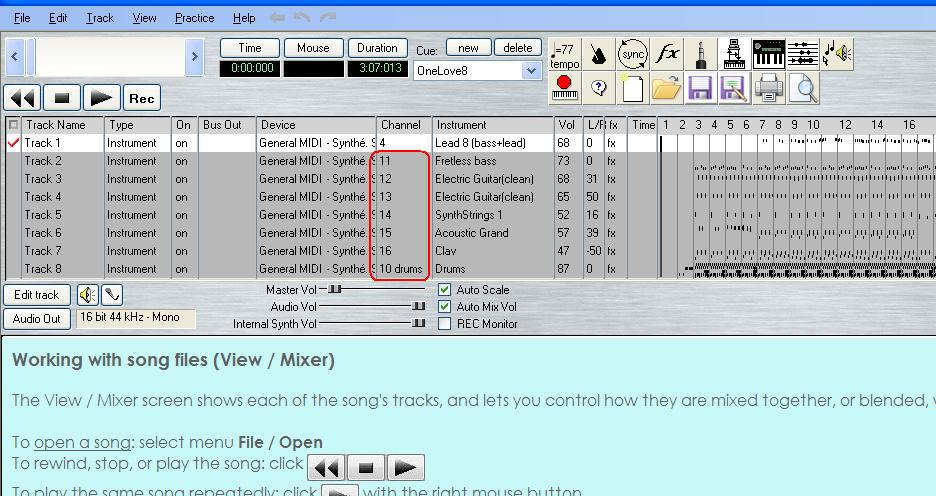 File Edit Track View Practice Help
Time Mouse Duration Cue: new delete
0:00:000 3:07:013 OneLove8
♩=77
tempo
sync
fx
Rec
Track Name Type On Bus Out Device Channel Instrument Vol L/R fx Time 1 2 3 4 5 6 7 8 9 10 12 14 16
Track 1 Instrument on General MIDI - Synthé. S 4 Lead 8 (bass+lead) 68 0 fx
Track 2 Instrument on General MIDI - Synthé. S 11 Fretless bass 73 0 fx
Track 3 Instrument on General MIDI - Synthé. S 12 Electric Guitar(clean) 68 31 fx
Track 4 Instrument on General MIDI - Synthé. S 13 Electric Guitar(clean) 65 50 fx
Track 5 Instrument on General MIDI - Synthé. S 14 SynthStrings 1 52 16 fx
Track 6 Instrument on General MIDI - Synthé. S 15 Acoustic Grand 57 39 fx
Track 7 Instrument on General MIDI - Synthé. S 16 Clav 47 -50 fx
Track 8 Instrument on General MIDI - Synthé. S 10 drums Drums 87 0 fx
Edit track Master Vol Auto Scale
Audio Out 16 bit 44 kHz - Mono Audio Vol Auto Mix Vol
Internal Synth Vol REC Monitor
Working with song files (View / Mixer)
The View / Mixer screen shows each of the song's tracks, and lets you control how they are mixed together, or blended,
To open a song: select menu File / Open
To rewind, stop, or play the song: click
To play the same song repeatedly: click with the right mouse button